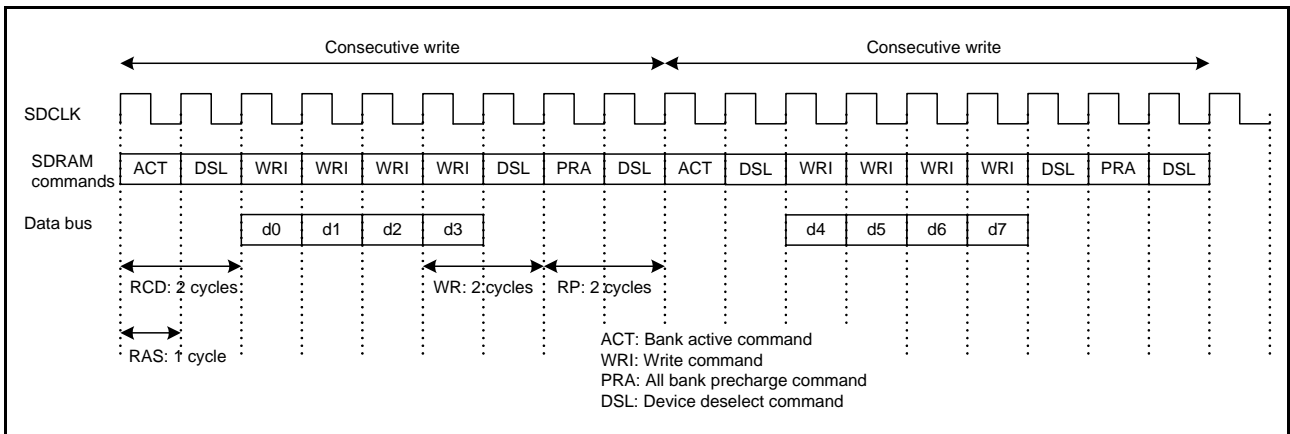 Consecutive write Consecutive write
SDCLK
SDRAM
commands
ACT DSL WRI WRI WRI WRI DSL PRA DSL ACT DSL WRI WRI WRI WRI DSL PRA DSL
Data bus
d0 d1 d2 d3 d4 d5 d6 d7
RCD: 2 cycles WR: 2 cycles RP: 2 cycles
RAS: 1 cycle
ACT: Bank active command
WRI: Write command
PRA: All bank precharge command
DSL: Device deselect command